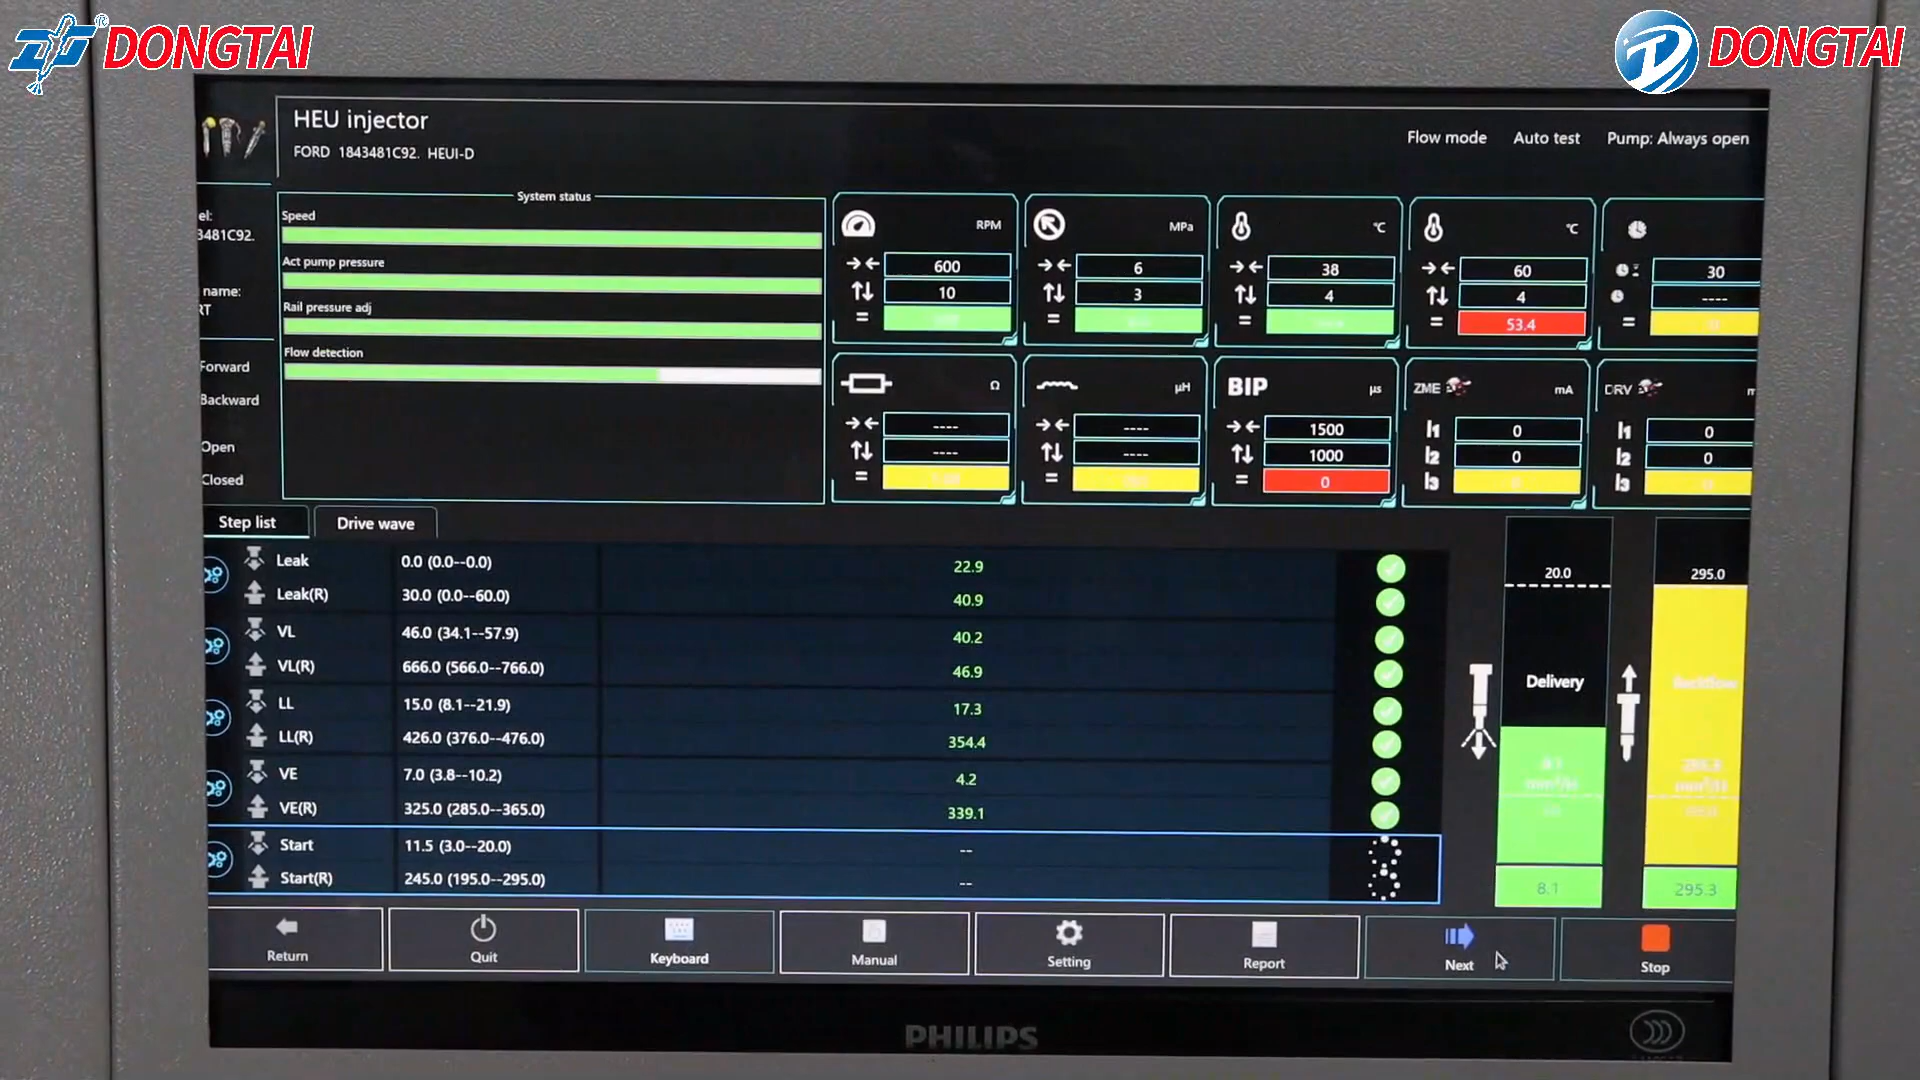 DONGTAI
DONGTAI
HEU injector
FORD 1843481C92. HEUI-D
Flow mode
Auto test
Pump: Always open
el:
3481C92.
name:
RT
Forward
Backward
Open
Closed
System status
Speed
Act pump pressure
Rail pressure adj
Flow detection
RPM
600
10
=
MPa
6
3
=
°C
38
4
=
°C
60
4
= 53.4
30
----
=
Ω
----
----
=
µH
----
----
=
BIP µs
1500
1000
= 0
ZME mA
I1 0
I2 0
I3
DRV
I1 0
I2 0
I3
Step list
Drive wave
Leak 0.0 (0.0--0.0) 22.9
Leak(R) 30.0 (0.0--60.0) 40.9
VL 46.0 (34.1--57.9) 40.2
VL(R) 666.0 (566.0--766.0) 46.9
LL 15.0 (8.1--21.9) 17.3
LL(R) 426.0 (376.0--476.0) 354.4
VE 7.0 (3.8--10.2) 4.2
VE(R) 325.0 (285.0--365.0) 339.1
Start 11.5 (3.0--20.0) --
Start(R) 245.0 (195.0--295.0) --
20.0
Delivery
8.1
295.0
Backflow
295.3
Return
Quit
Keyboard
Manual
Setting
Report
Next
Stop
PHILIPS